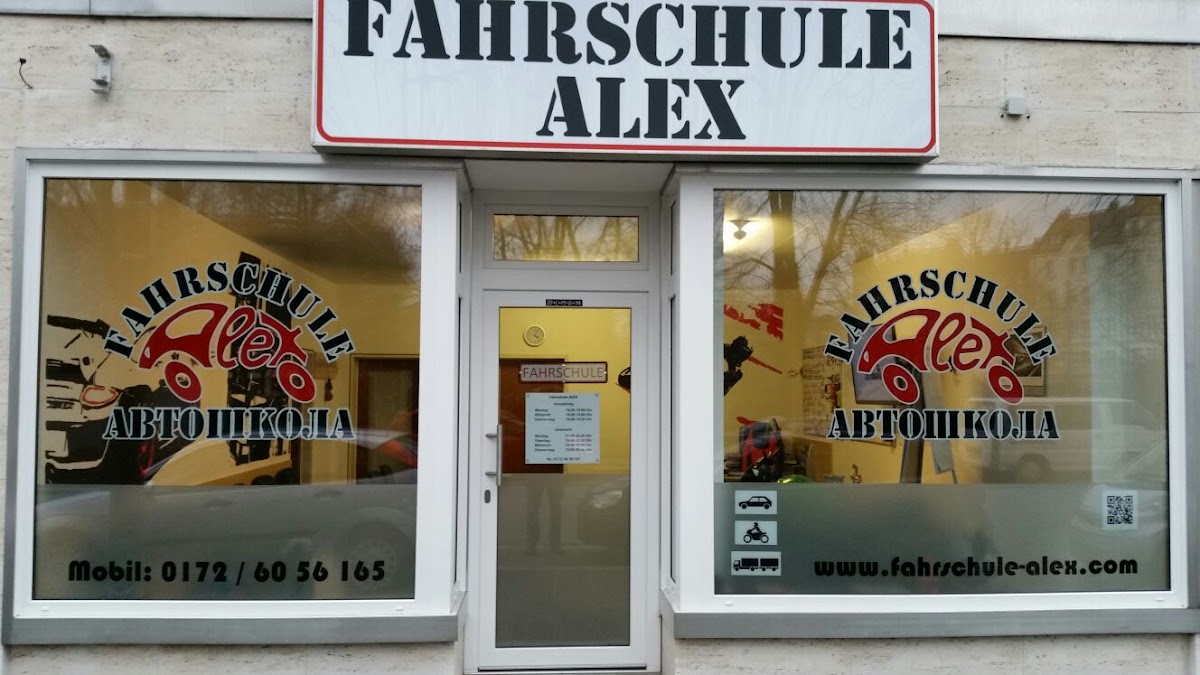 FAHRSCHULE
ALEX
FAHRSCHULE
Alex
АВТОШКОЛА
Mobil: 0172 / 60 56 165
FAHRSCHULE
FAHRSCHULE
Alex
АВТОШКОЛА
www.fahrschule-alex.com